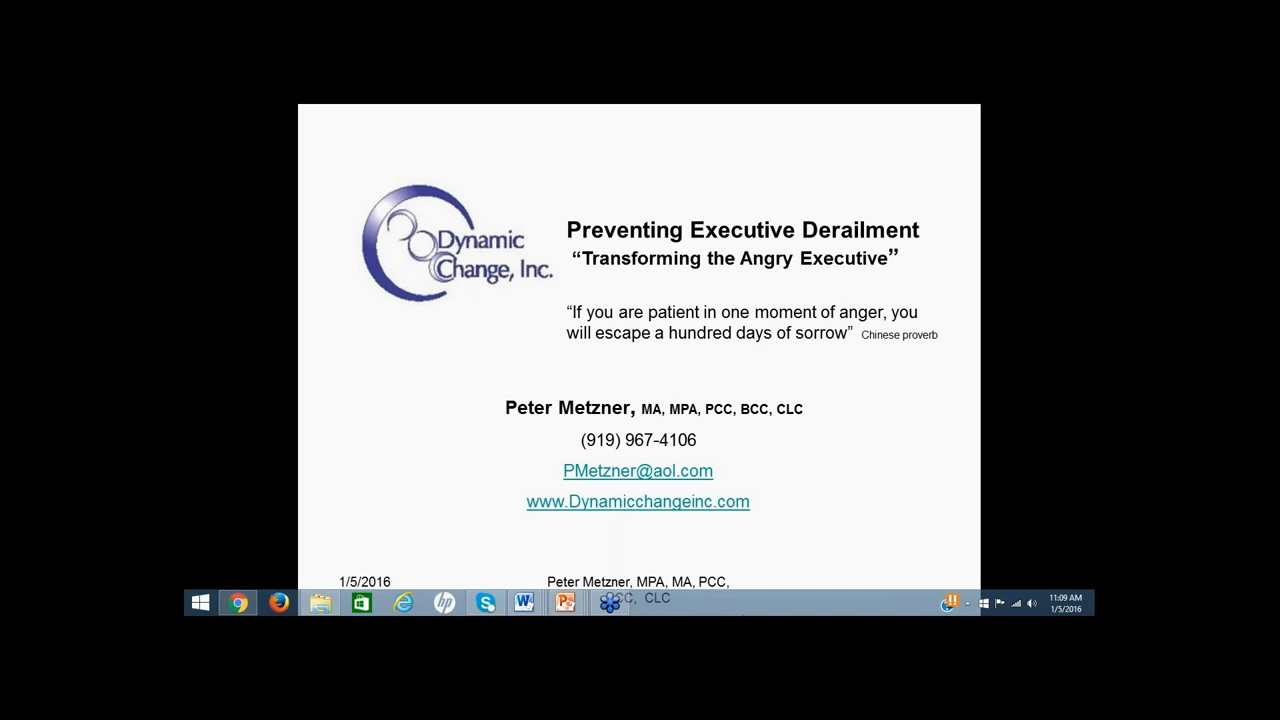 Dynamic
Change, Inc.
Preventing Executive Derailment
“Transforming the Angry Executive”
“If you are patient in one moment of anger, you
will escape a hundred days of sorrow” Chinese proverb
Peter Metzner, MA, MPA, PCC, BCC, CLC
(919) 967-4106
PMetzner@aol.com
www.Dynamicchangeinc.com
1/5/2016
Peter Metzner, MPA, MA, PCC,
CLC
11:09 AM
1/5/2016